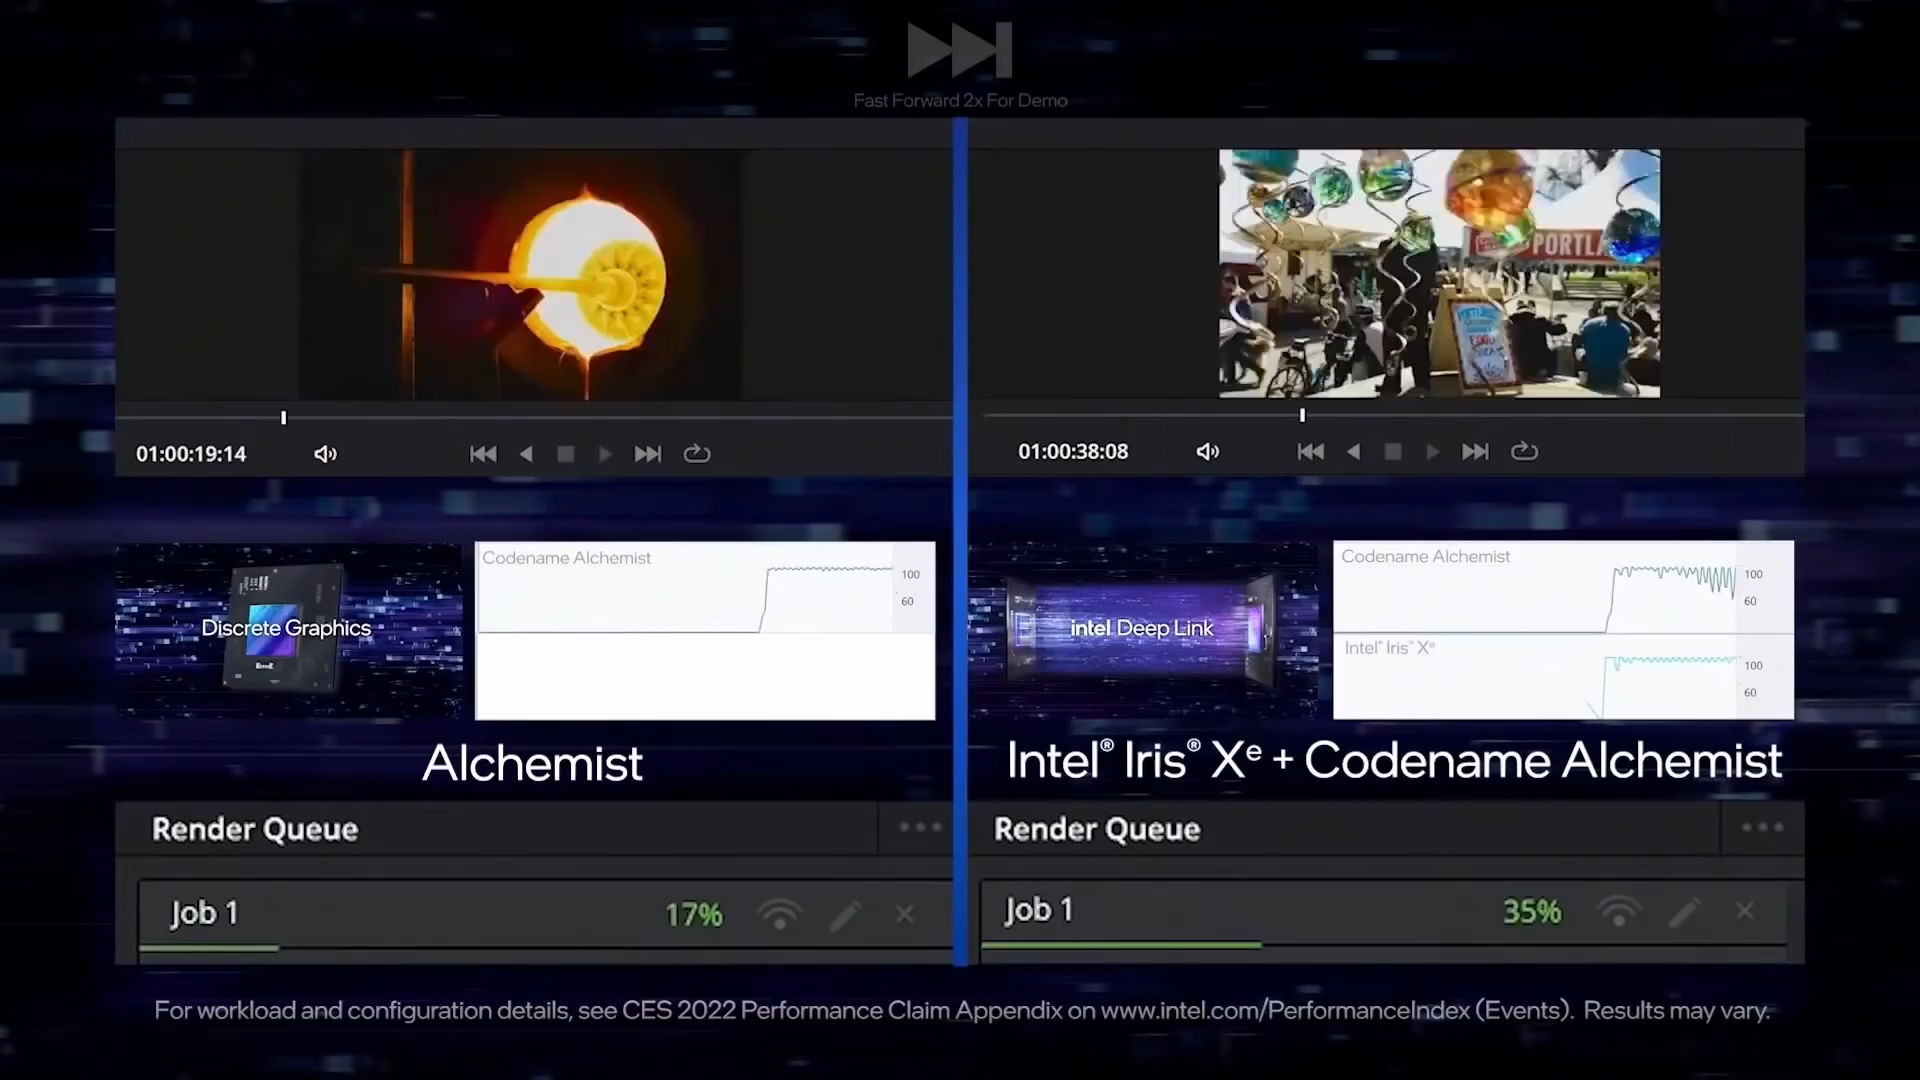 Fast Forward 2x For Demo
PORTLA
01:00:19:14
01:00:38:08
Discrete Graphics
Codename Alchemist
100
60
intel Deep Link
Codename Alchemist
100
60
Intel® Iris® Xe
100
60
Alchemist
Intel® Iris® Xe + Codename Alchemist
Render Queue
Job 1
17%
Render Queue
Job 1
35%
For workload and configuration details, see CES 2022 Performance Claim Appendix on www.intel.com/PerformanceIndex (Events). Results may vary.